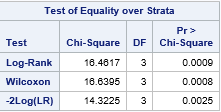 Test of Equality over Strata
Test Chi-Square DF Pr > Chi-Square
Log-Rank 16.4617 3 0.0009
Wilcoxon 16.6395 3 0.0008
-2Log(LR) 14.3225 3 0.0025